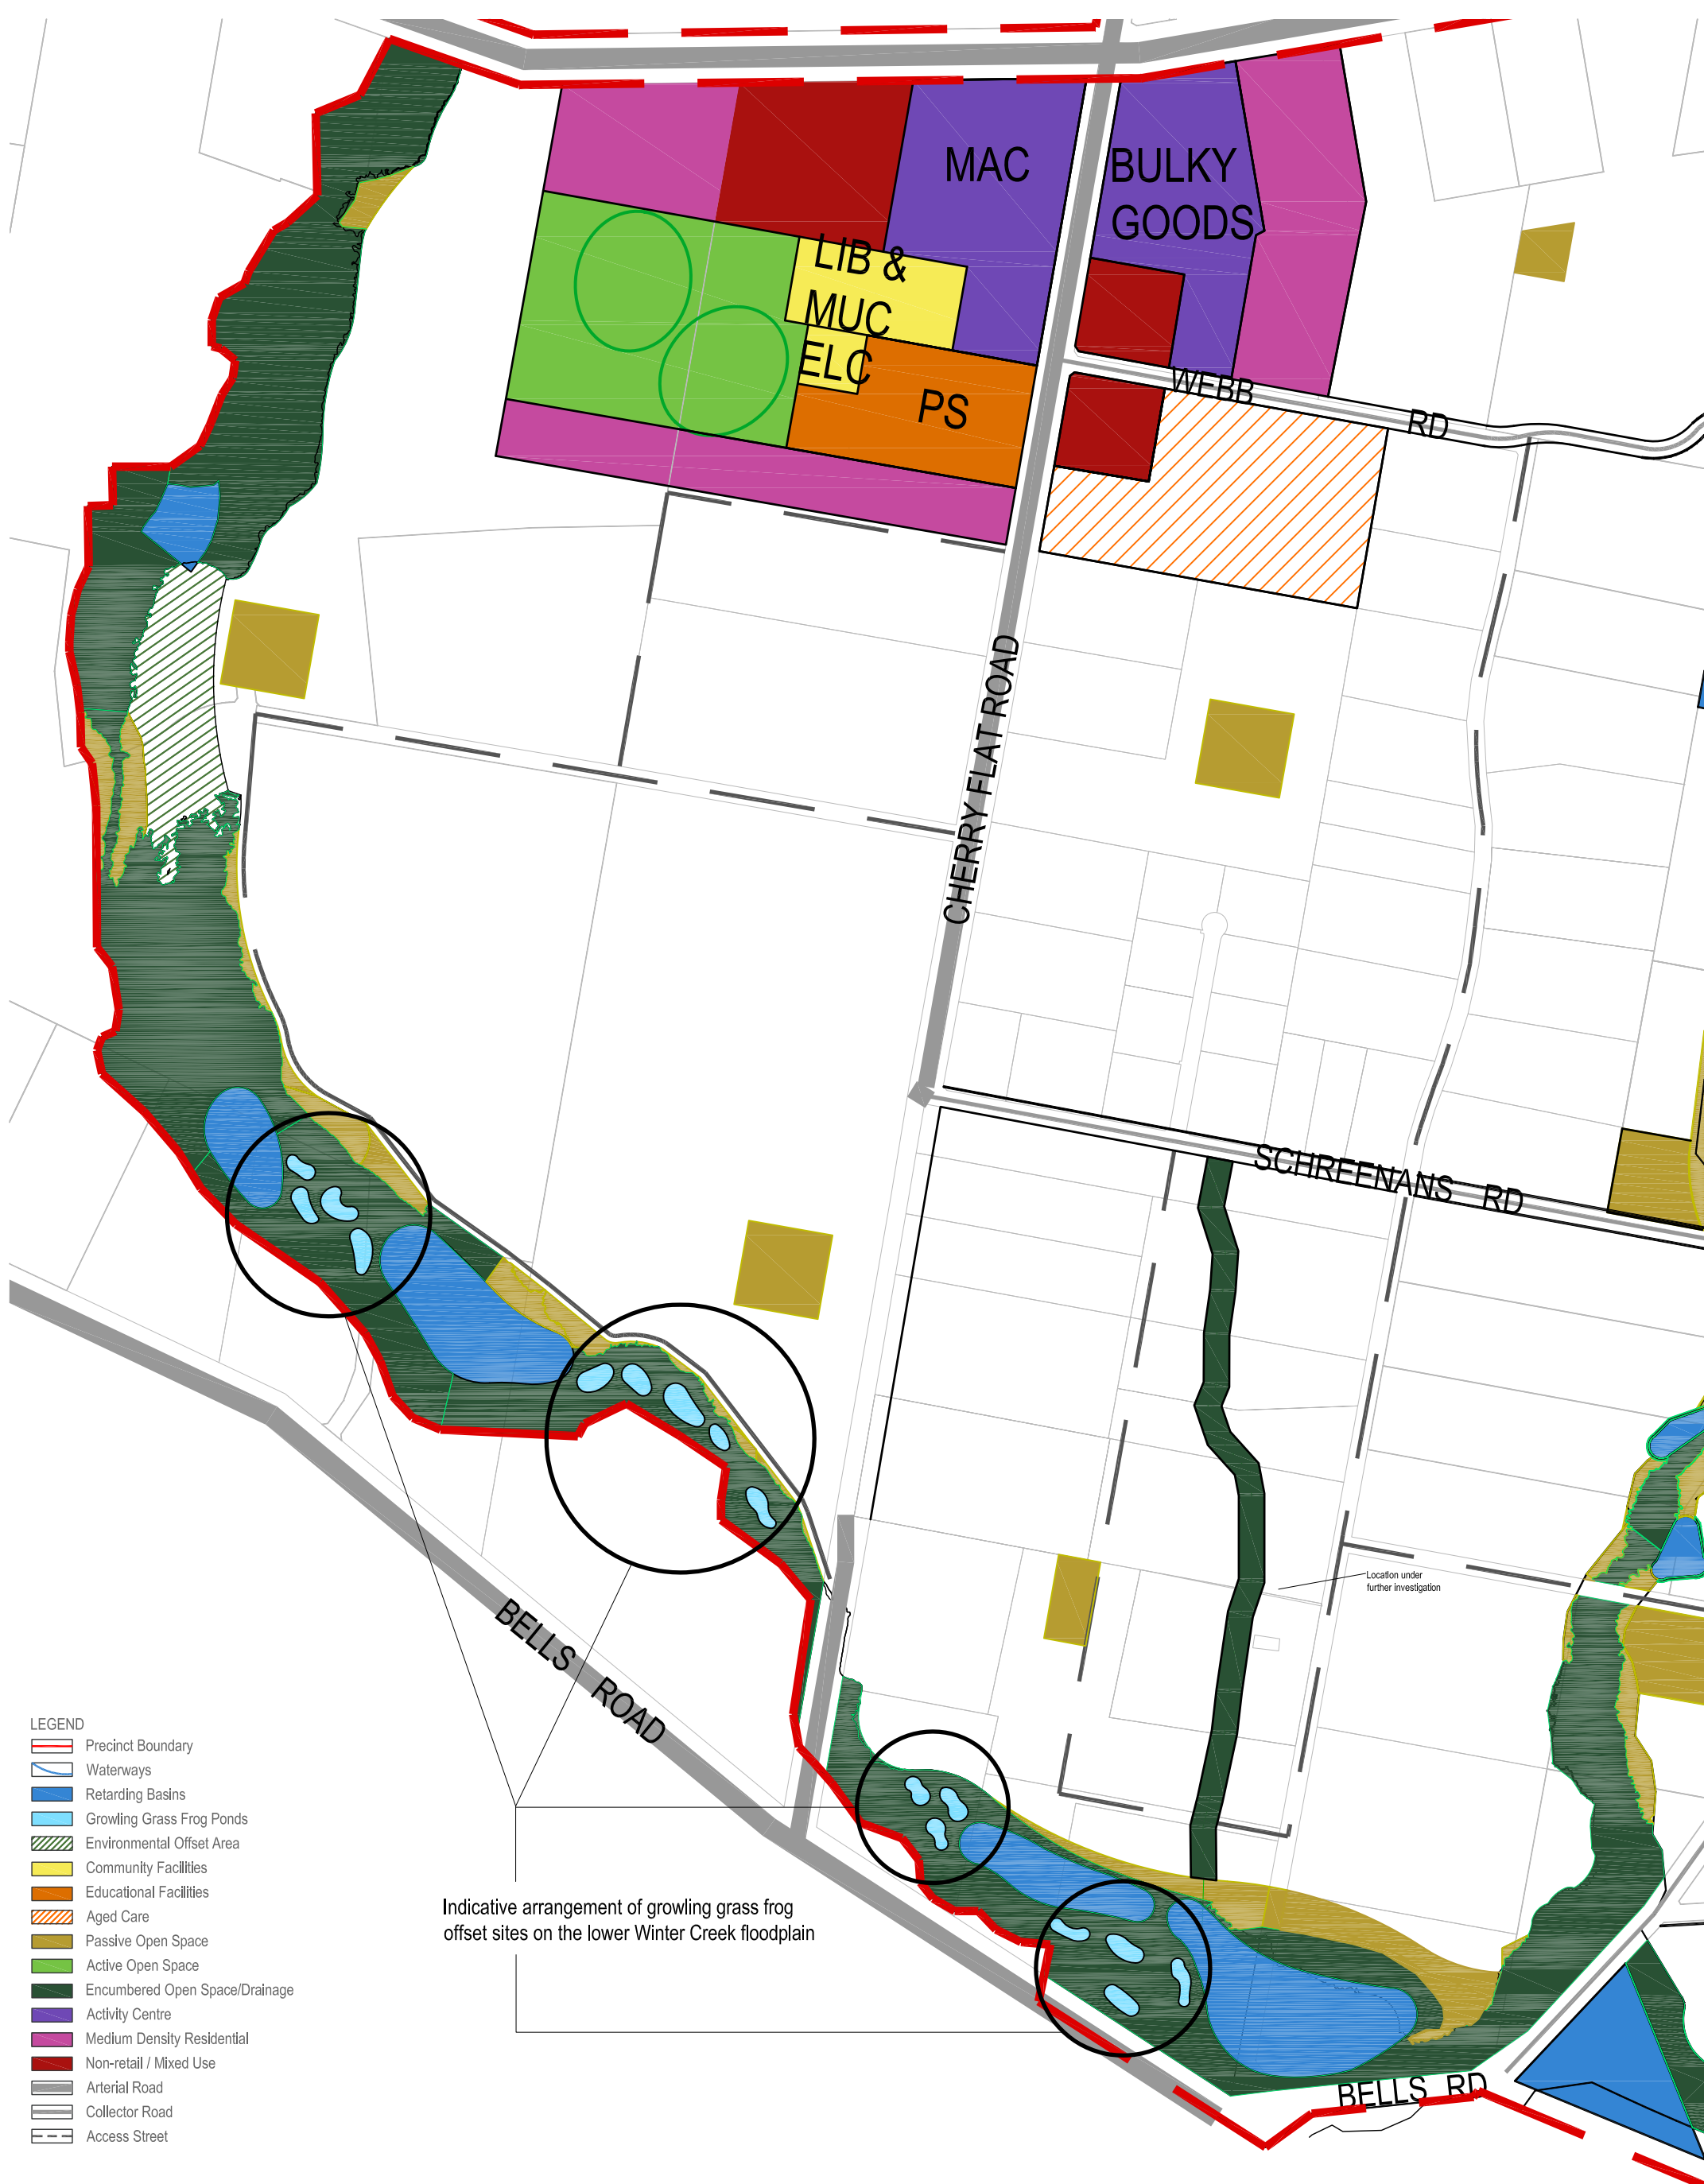 MAC
BULKY
GOODS
LIB &
MUC
ELC
PS
WEBB RD
CHERRY FLAT ROAD
SCHREENANS RD
Location under
further investigation
BELLS ROAD
LEGEND
Precinct Boundary
Waterways
Retarding Basins
Growling Grass Frog Ponds
Environmental Offset Area
Community Facilities
Educational Facilities
Aged Care
Passive Open Space
Active Open Space
Encumbered Open Space/Drainage
Activity Centre
Medium Density Residential
Non-retail / Mixed Use
Arterial Road
Collector Road
Access Street
Indicative arrangement of growling grass frog
offset sites on the lower Winter Creek floodplain
BELLS RD